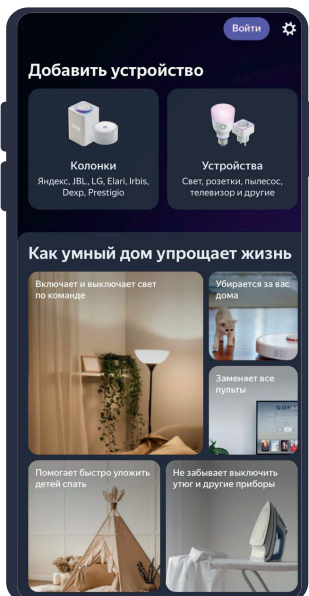 Войти
Добавить устройство
Колонки
Яндекс, JBL, LG, Elari, Irbis,
Dexp, Prestigio
Устройства
Свет, розетки, пылесос,
телевизор и другие
Как умный дом упрощает жизнь
Включает и выключает свет
по команде
Убирается за вас
дома
Заменяет все
пульты
Помогает быстро уложить
детей спать
Не забывает выключить
утюг и другие приборы